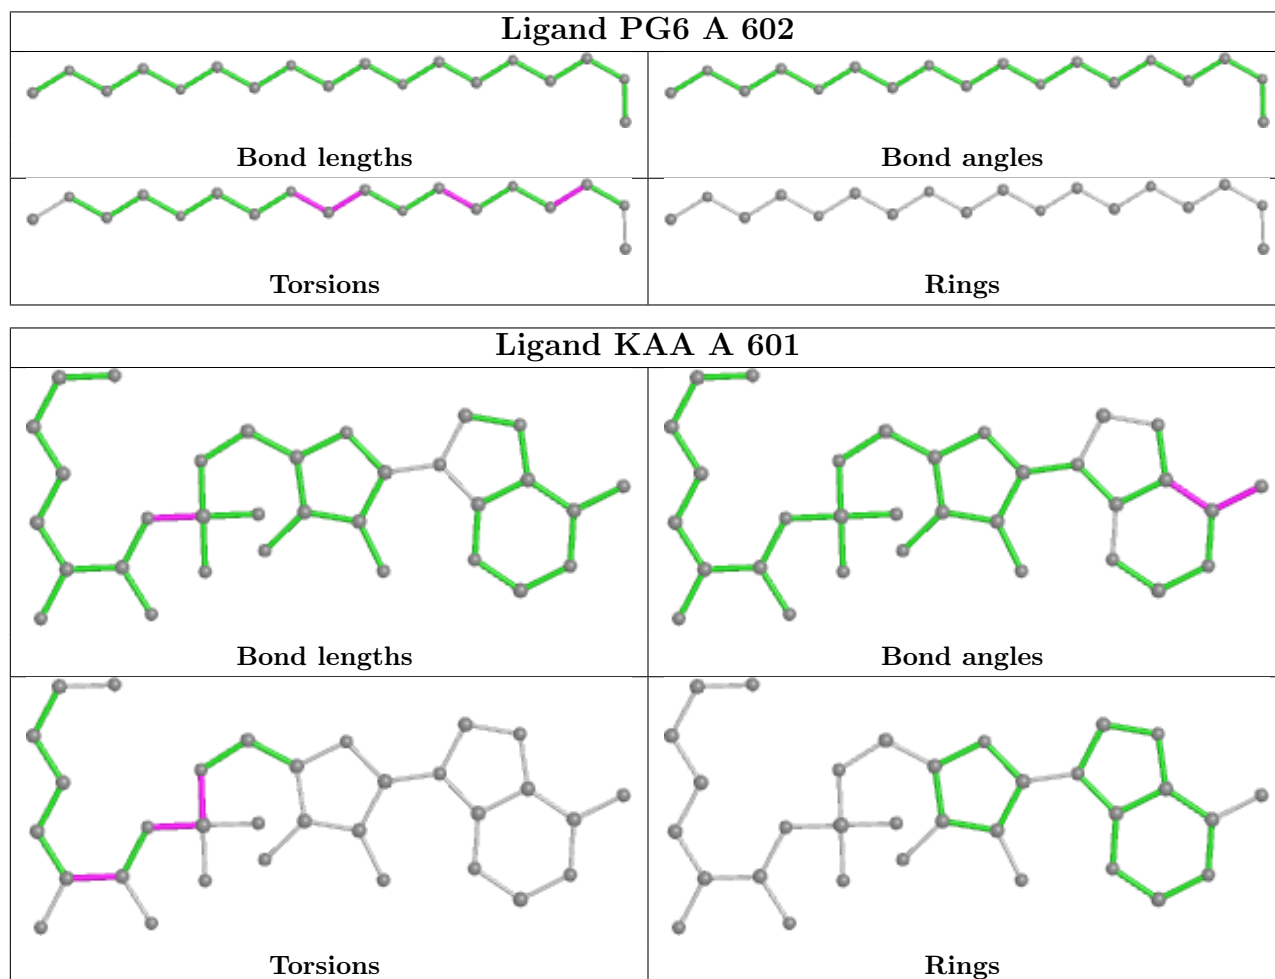 Ligand PG6 A 602
Bond lengths
Bond angles
Torsions
Rings
Ligand KAA A 601
Bond lengths
Bond angles
Torsions
Rings